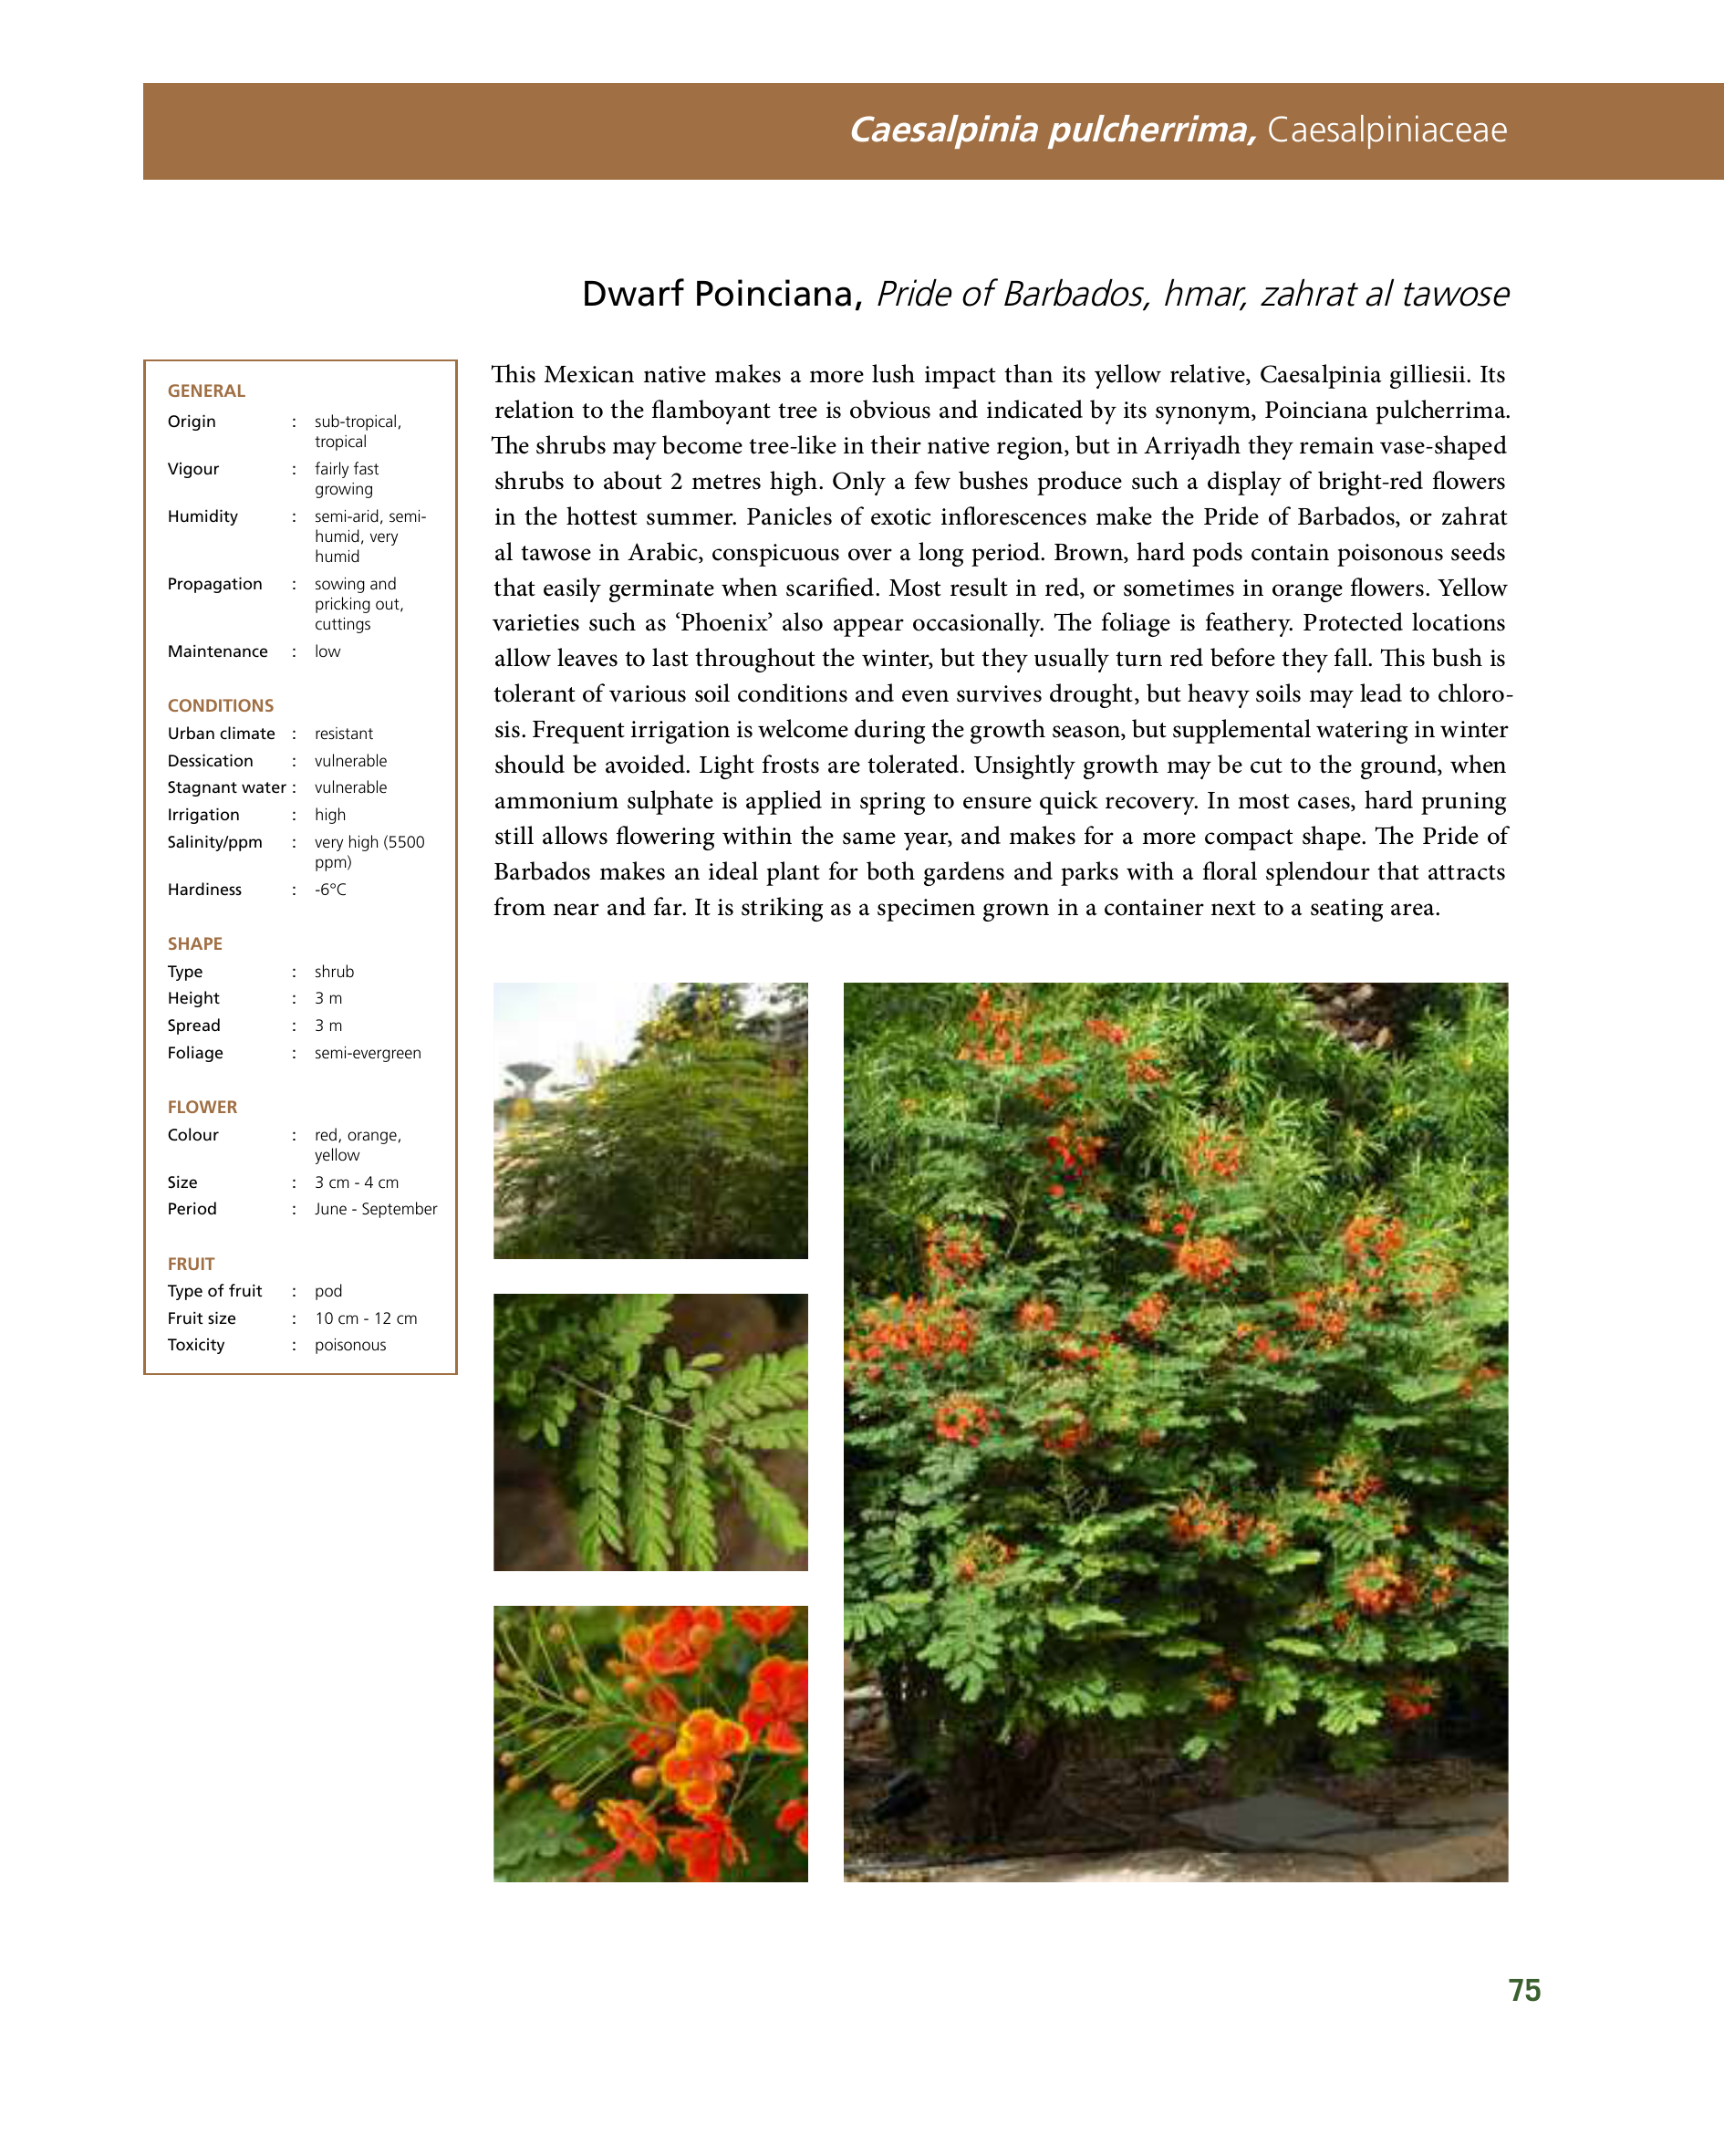 Caesalpinia pulcherrima, Caesalpiniaceae
Dwarf Poinciana, Pride of Barbados, hmar, zahrat al tawose
GENERAL
Origin : sub-tropical,
tropical
Vigour : fairly fast
growing
Humidity : semi-arid, semi-
humid, very
humid
Propagation : sowing and
pricking out,
cuttings
Maintenance : low
CONDITIONS
Urban climate : resistant
Dessication : vulnerable
Stagnant water : vulnerable
Irrigation : high
Salinity/ppm : very high (5500
ppm)
Hardiness : -6°C
SHAPE
Type : shrub
Height : 3 m
Spread : 3 m
Foliage : semi-evergreen
FLOWER
Colour : red, orange,
yellow
Size : 3 cm - 4 cm
Period : June - September
FRUIT
Type of fruit : pod
Fruit size : 10 cm - 12 cm
Toxicity : poisonous
This Mexican native makes a more lush impact than its yellow relative, Caesalpinia gilliesii. Its
relation to the flamboyant tree is obvious and indicated by its synonym, Poinciana pulcherrima.
The shrubs may become tree-like in their native region, but in Arriyadh they remain vase-shaped
shrubs to about 2 metres high. Only a few bushes produce such a display of bright-red flowers
in the hottest summer. Panicles of exotic inflorescences make the Pride of Barbados, or zahrat
al tawose in Arabic, conspicuous over a long period. Brown, hard pods contain poisonous seeds
that easily germinate when scarified. Most result in red, or sometimes in orange flowers. Yellow
varieties such as ‘Phoenix’ also appear occasionally. The foliage is feathery. Protected locations
allow leaves to last throughout the winter, but they usually turn red before they fall. This bush is
tolerant of various soil conditions and even survives drought, but heavy soils may lead to chloro-
sis. Frequent irrigation is welcome during the growth season, but supplemental watering in winter
should be avoided. Light frosts are tolerated. Unsightly growth may be cut to the ground, when
ammonium sulphate is applied in spring to ensure quick recovery. In most cases, hard pruning
still allows flowering within the same year, and makes for a more compact shape. The Pride of
Barbados makes an ideal plant for both gardens and parks with a floral splendour that attracts
from near and far. It is striking as a specimen grown in a container next to a seating area.
75